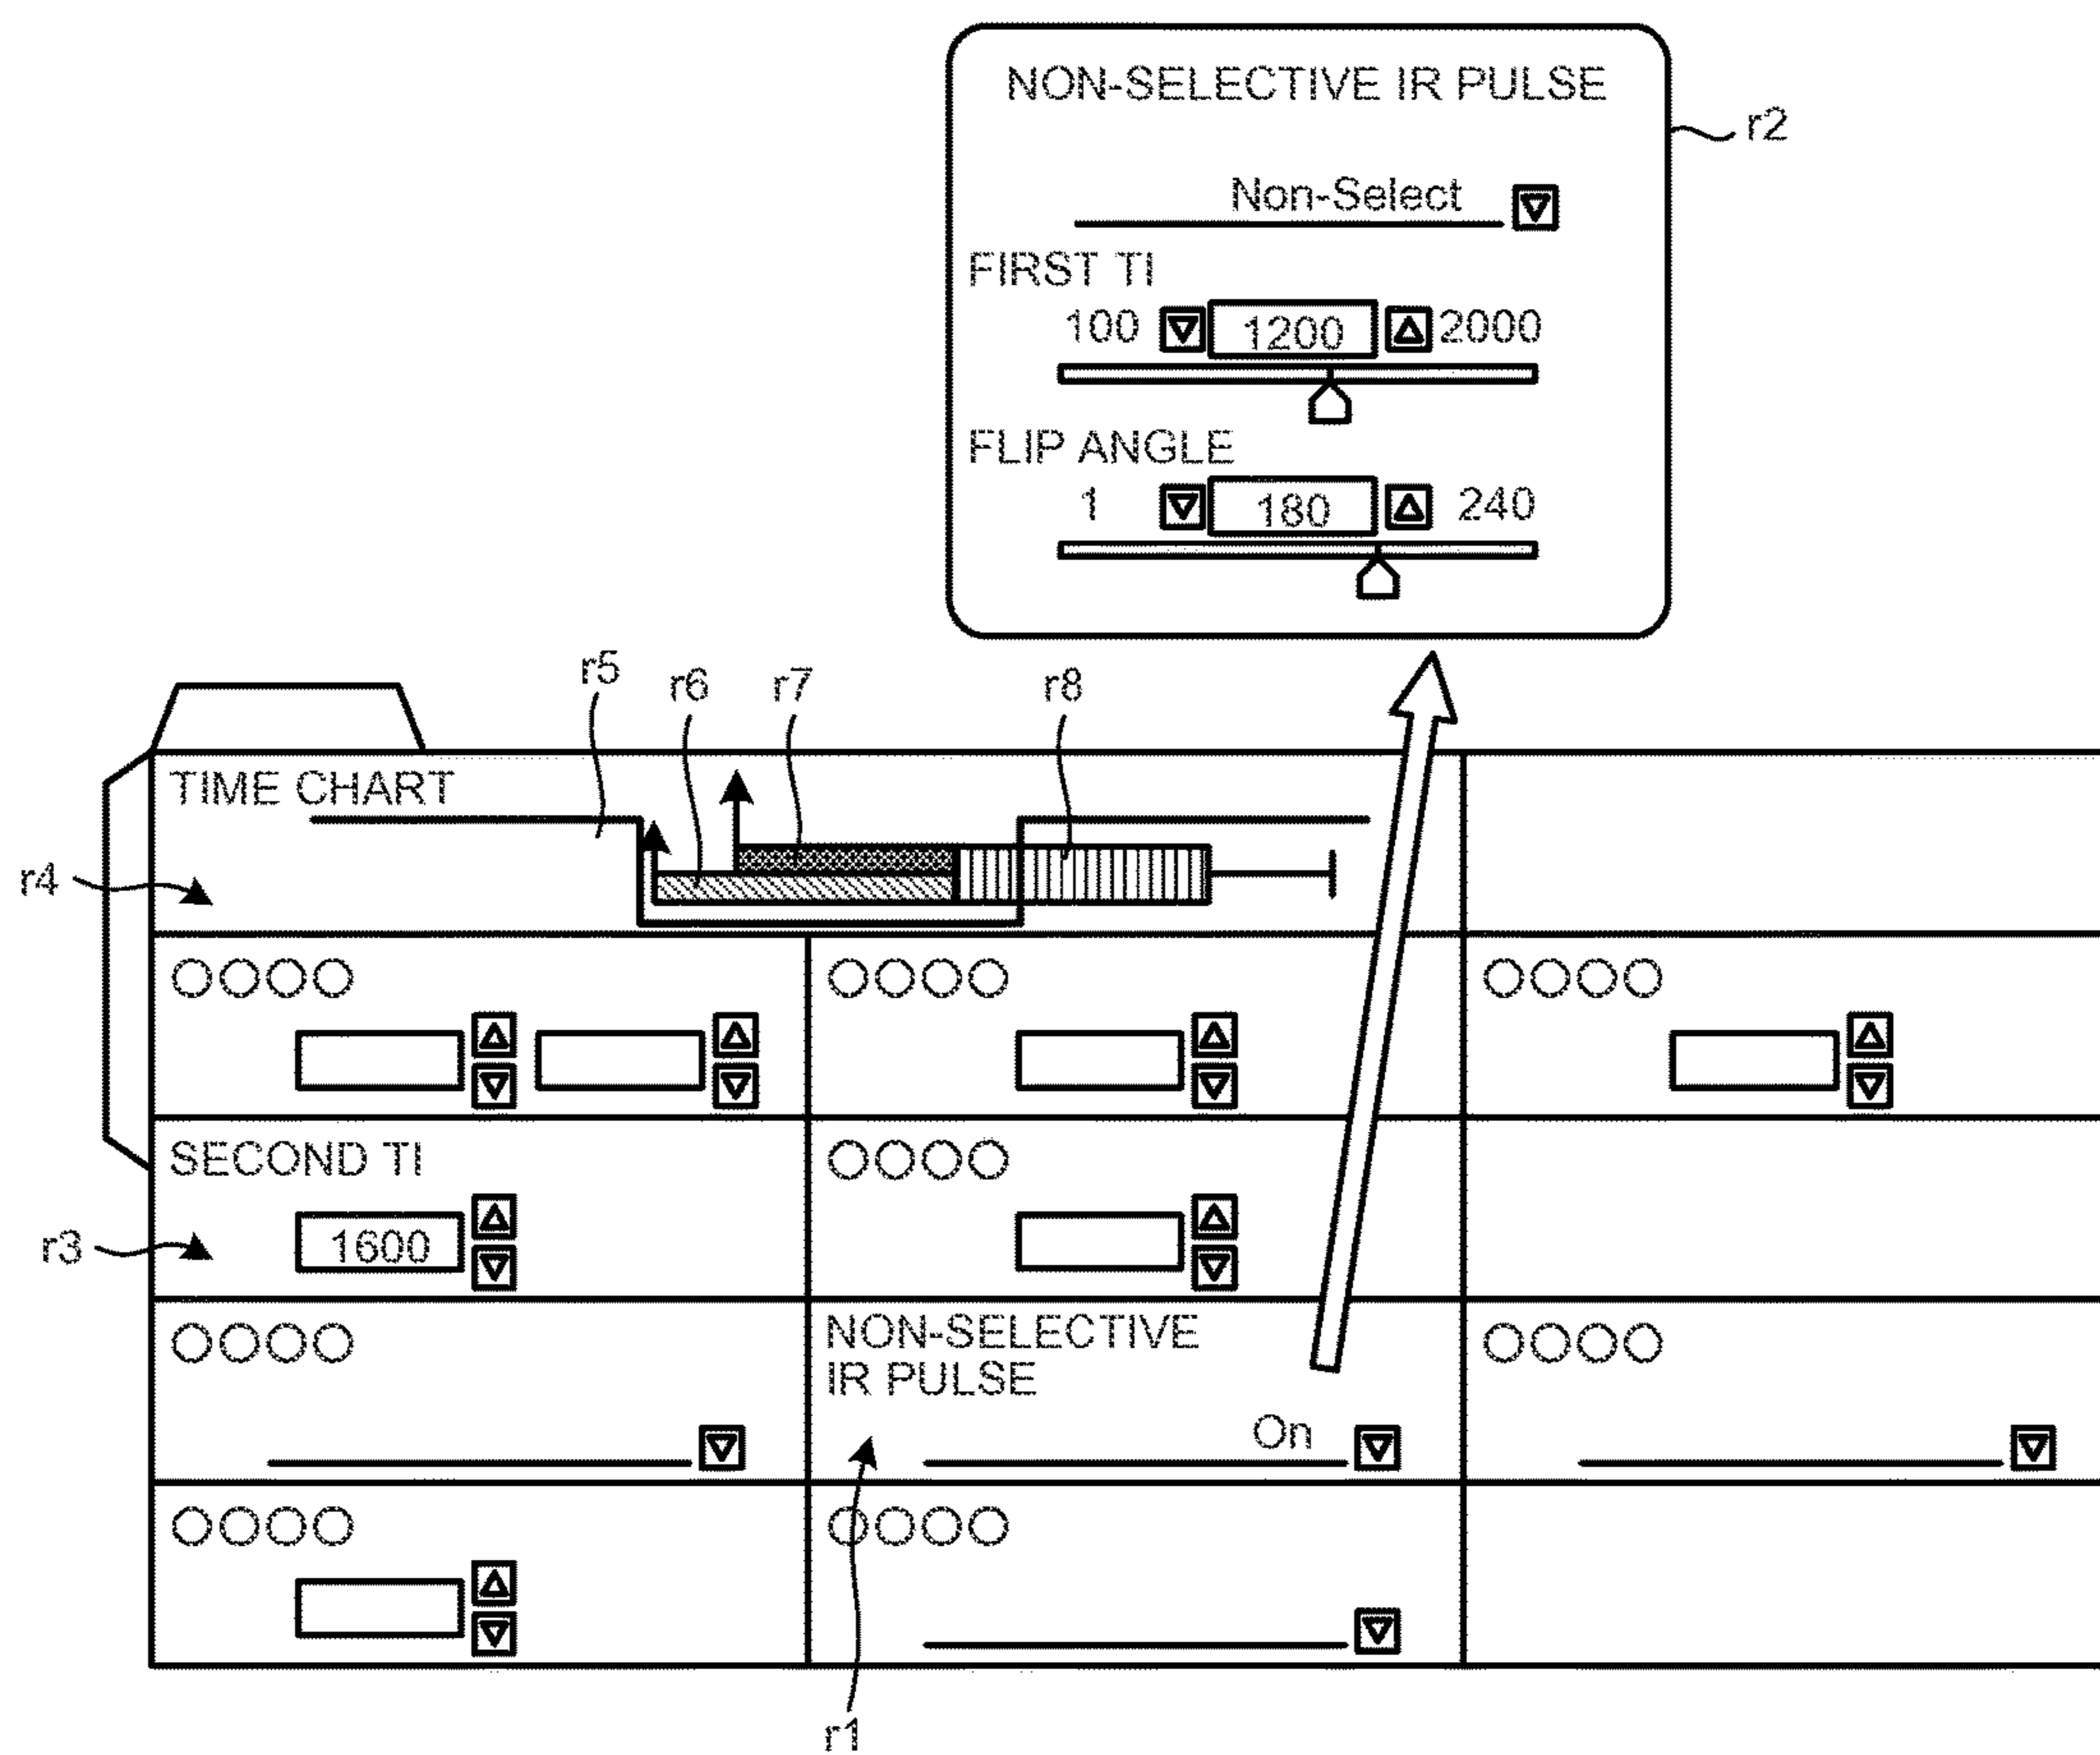 NON-SELECTIVE IR PULSE
r2
Non-Select
FIRST TI
100 1200 2000
FLIP ANGLE
1 180 240
r5 r6 r7 r8
TIME CHART
r4
○○○○ ○○○○ ○○○○
SECOND TI ○○○○
r3 1600
○○○○ NON-SELECTIVE ○○○○
IR PULSE
On
○○○○ ○○○○
r1